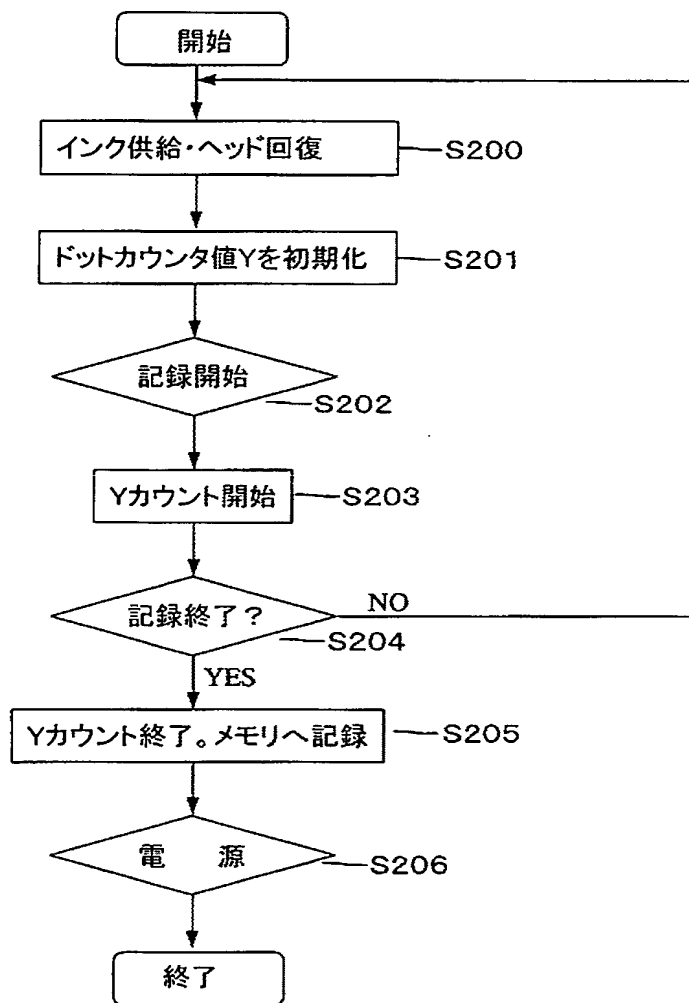 開始
インク供給・ヘッド回復
S200
ドットカウンタ値Yを初期化
S201
記録開始
S202
Yカウント開始
S203
記録終了?
NO
S204
YES
Yカウント終了。メモリへ記録
S205
電 源
S206
終了